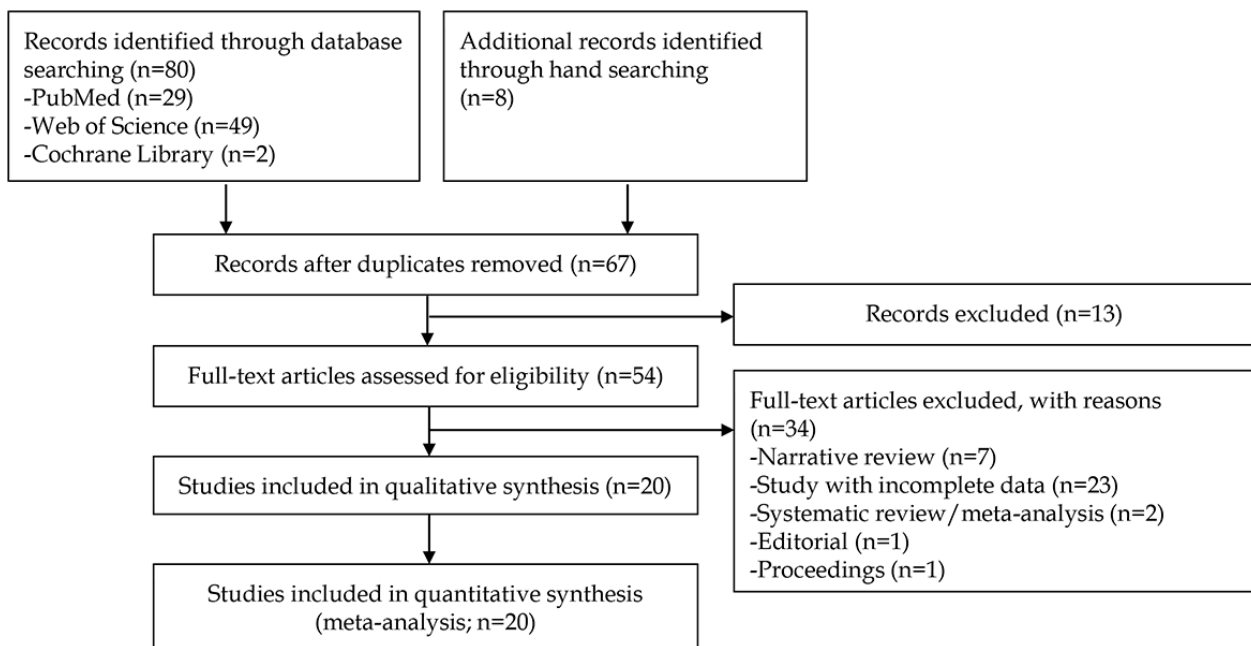 Records identified through database
searching (n=80)
-PubMed (n=29)
-Web of Science (n=49)
-Cochrane Library (n=2)
Additional records identified
through hand searching
(n=8)
Records after duplicates removed (n=67)
Records excluded (n=13)
Full-text articles assessed for eligibility (n=54)
Full-text articles excluded, with reasons
(n=34)
-Narrative review (n=7)
-Study with incomplete data (n=23)
-Systematic review/meta-analysis (n=2)
-Editorial (n=1)
-Proceedings (n=1)
Studies included in qualitative synthesis (n=20)
Studies included in quantitative synthesis
(meta-analysis; n=20)